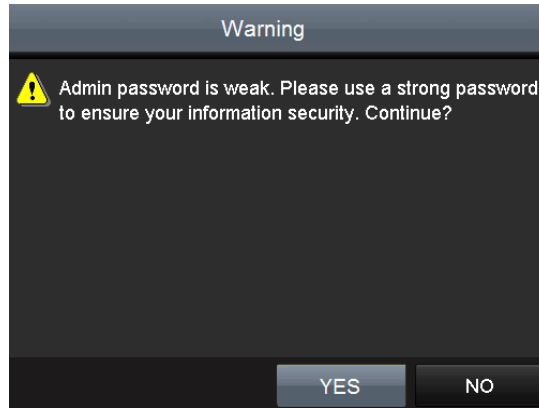 Warning
Admin password is weak. Please use a strong password
to ensure your information security. Continue?
YES
NO